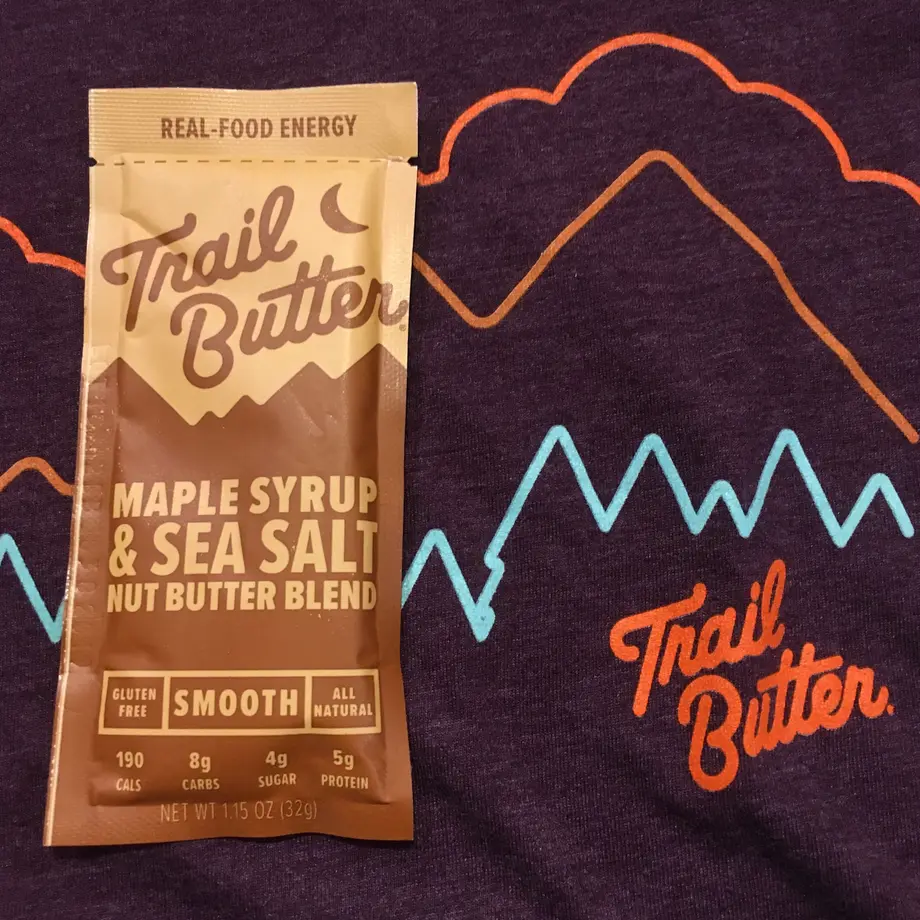 REAL-FOOD ENERGY
Trail
Butter®
MAPLE SYRUP
& SEA SALT
NUT BUTTER BLEND
GLUTEN
FREE
SMOOTH
ALL
NATURAL
190 8g 4g 5g
CALS CARBS SUGAR PROTEIN
NET WT 1.15 OZ (32g)
Trail
Butter.